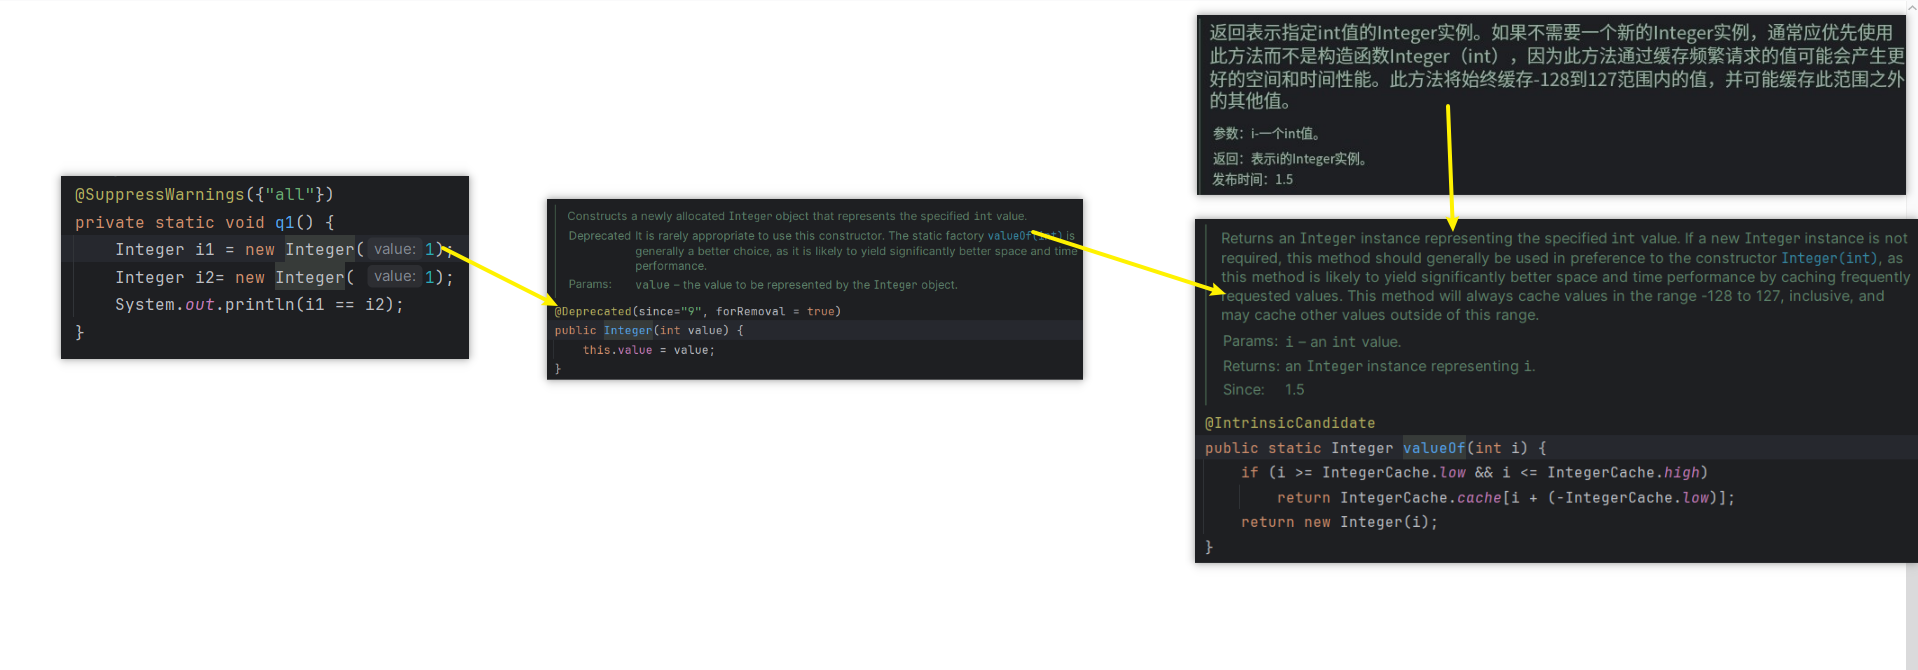 @SuppressWarnings({"all"})
private static void q1() {
Integer i1 = new Integer( value: 1);
Integer i2= new Integer( value: 1);
System.out.println(i1 == i2);
}
Constructs a newly allocated Integer object that represents the specified int value.
Deprecated It is rarely appropriate to use this constructor. The static factory valueOf(int) is
generally a better choice, as it is likely to yield significantly better space and time
performance.
Params: value – the value to be represented by the Integer object.
@Deprecated(since="9", forRemoval = true)
public Integer(int value) {
this.value = value;
}
返回表示指定int值的Integer实例。如果不需要一个新的Integer实例，通常应优先使用
此方法而不是构造函数Integer（int），因为此方法通过缓存频繁请求的值可能会产生更
好的空间和时间性能。此方法将始终缓存-128到127范围内的值，并可能缓存此范围之外
的其他值。
参数：i-一个int值。
返回：表示i的Integer实例。
发布时间：1.5
Returns an Integer instance representing the specified int value. If a new Integer instance is not
required, this method should generally be used in preference to the constructor Integer(int), as
this method is likely to yield significantly better space and time performance by caching frequently
requested values. This method will always cache values in the range -128 to 127, inclusive, and
may cache other values outside of this range.
Params: i – an int value.
Returns: an Integer instance representing i.
Since: 1.5
@IntrinsicCandidate
public static Integer valueOf(int i) {
if (i >= IntegerCache.low && i <= IntegerCache.high)
return IntegerCache.cache[i + (-IntegerCache.low)];
return new Integer(i);
}